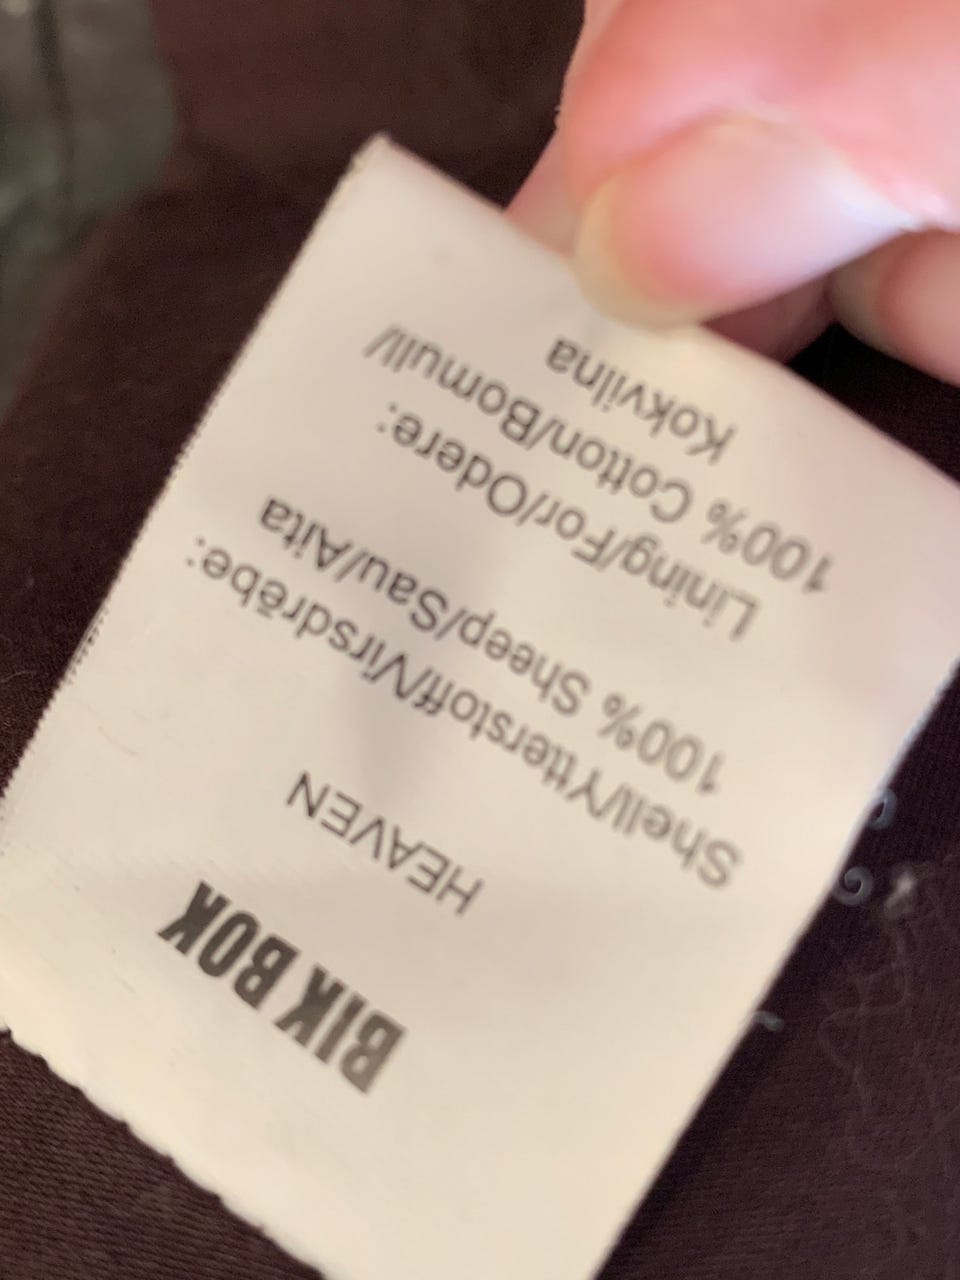 BIK BOK
HEAVEN
Shell/Ytterstoff/Virsdrēbe:
100% Sheep/Sau/Aita
Lining/For/Odere:
100% Cotton/Bomull/
Kokvilna